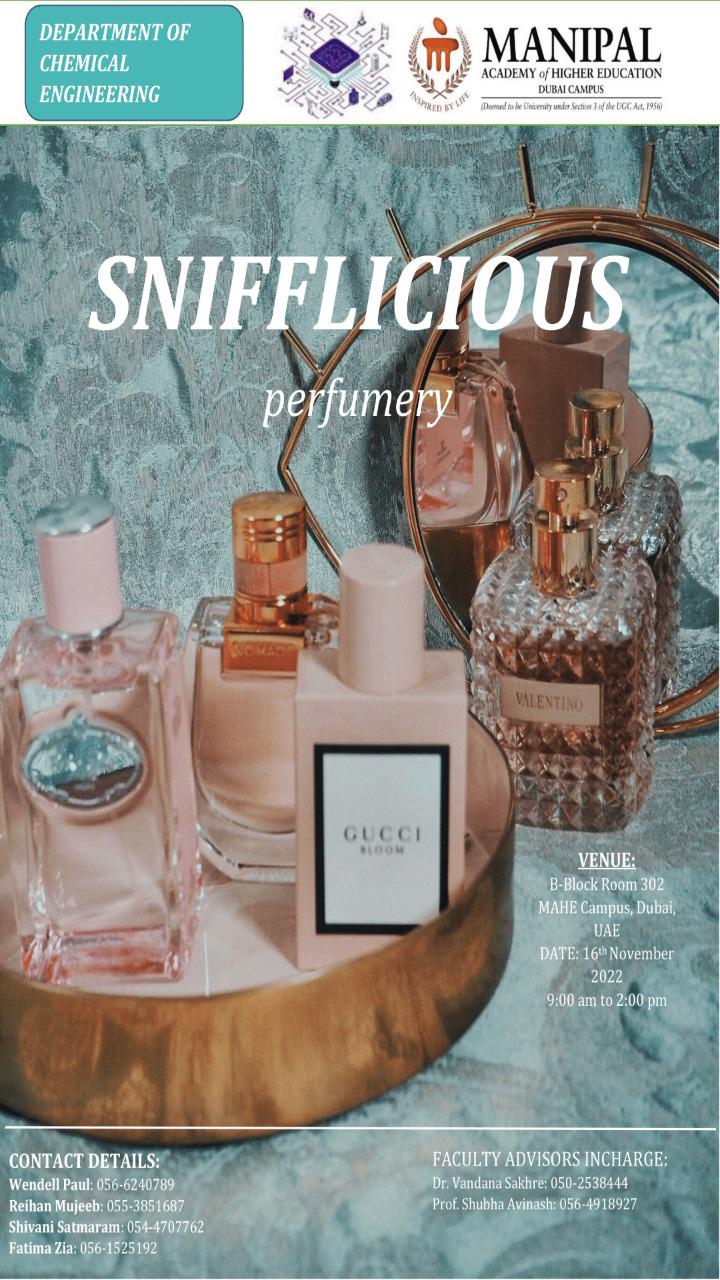 DEPARTMENT OF
CHEMICAL
ENGINEERING
INSPIRED BY LIFE
MANIPAL
ACADEMY of HIGHER EDUCATION
DUBAI CAMPUS
(Deemed to be University under Section 3 of the UGC Act, 1956)
SNIFFLICIOUS
perfumery
NOMADE
VALENTINO
GUCCI
BLOOM
VENUE:
B-Block Room 302
MAHE Campus, Dubai,
UAE
DATE: 16th November
2022
9:00 am to 2:00 pm
CONTACT DETAILS:
Wendell Paul: 056-6240789
Reihan Mujeeb: 055-3851687
Shivani Satmaram: 054-4707762
Fatima Zia: 056-1525192
FACULTY ADVISORS INCHARGE:
Dr. Vandana Sakhre: 050-2538444
Prof. Shubha Avinash: 056-4918927